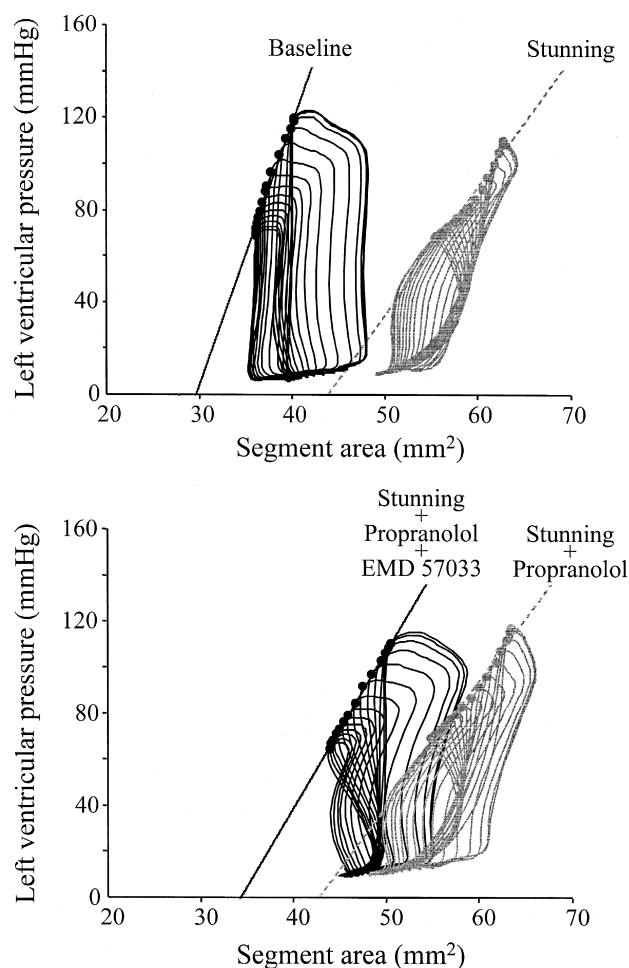 160
120
80
40
0
Left ventricular pressure (mmHg)
Baseline
Stunning
20 30 40 50 60 70
Segment area (mm²)
Stunning
+
Propranolol
+
EMD 57033
Stunning
+
Propranolol
160
120
80
40
0
Left ventricular pressure (mmHg)
20 30 40 50 60 70
Segment area (mm²)